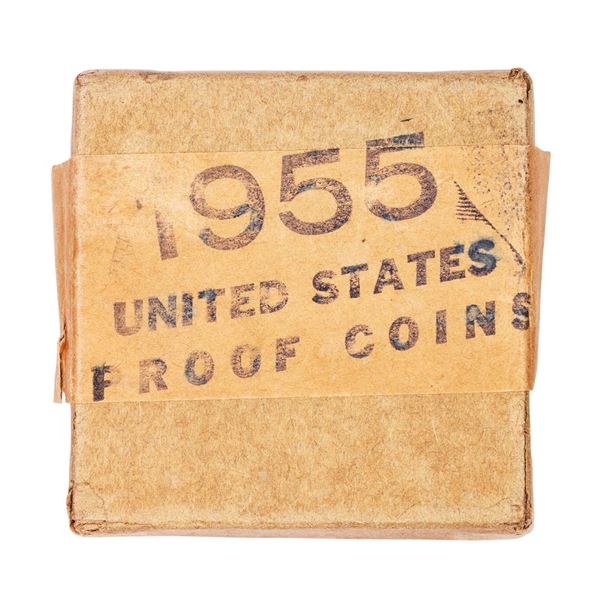 1955
UNITED STATES
PROOF COINS